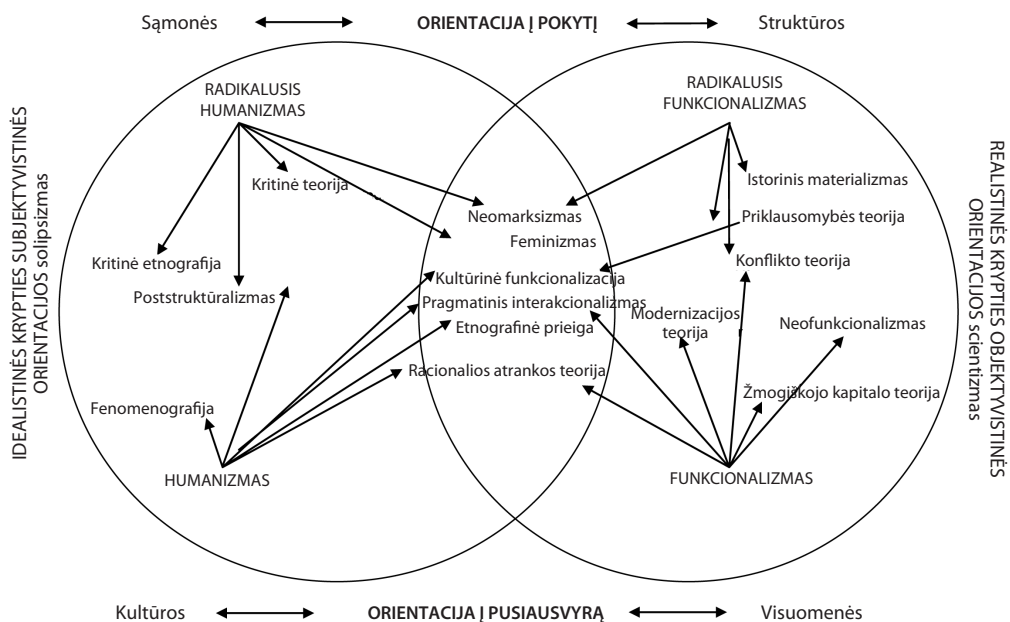 Sąmonės ORIENTACIJA Į POKYTĮ Struktūros
IDEALISTINĖS KRYPTIES SUBJEKTYVISTINĖS
ORIENTACIJOS solipsizmas
RADIKALUSIS
HUMANIZMAS
RADIKALUSIS
FUNKCIONALIZMAS
Kritinė teorija
Istorinis materializmas
Neomarksizmas
Priklausomybės teorija
Feminizmas
Kritinė etnografija
Konflikto teorija
Kultūrinė funkcionalizacija
Poststruktūralizmas
Pragmatinis interakcionalizmas
Modernizacijos
teorija
Etnografinė prieiga
Neofunkcionalizmas
Racionalios atrankos teorija
Žmogiškojo kapitalo teorija
Fenomenografija
HUMANIZMAS
FUNKCIONALIZMAS
REALISTINĖS KRYPTIES OBJEKTYVISTINĖS
ORIENTACIJOS scientizmas
Kultūros ORIENTACIJA Į PUSIAUSVYRĄ Visuomenės